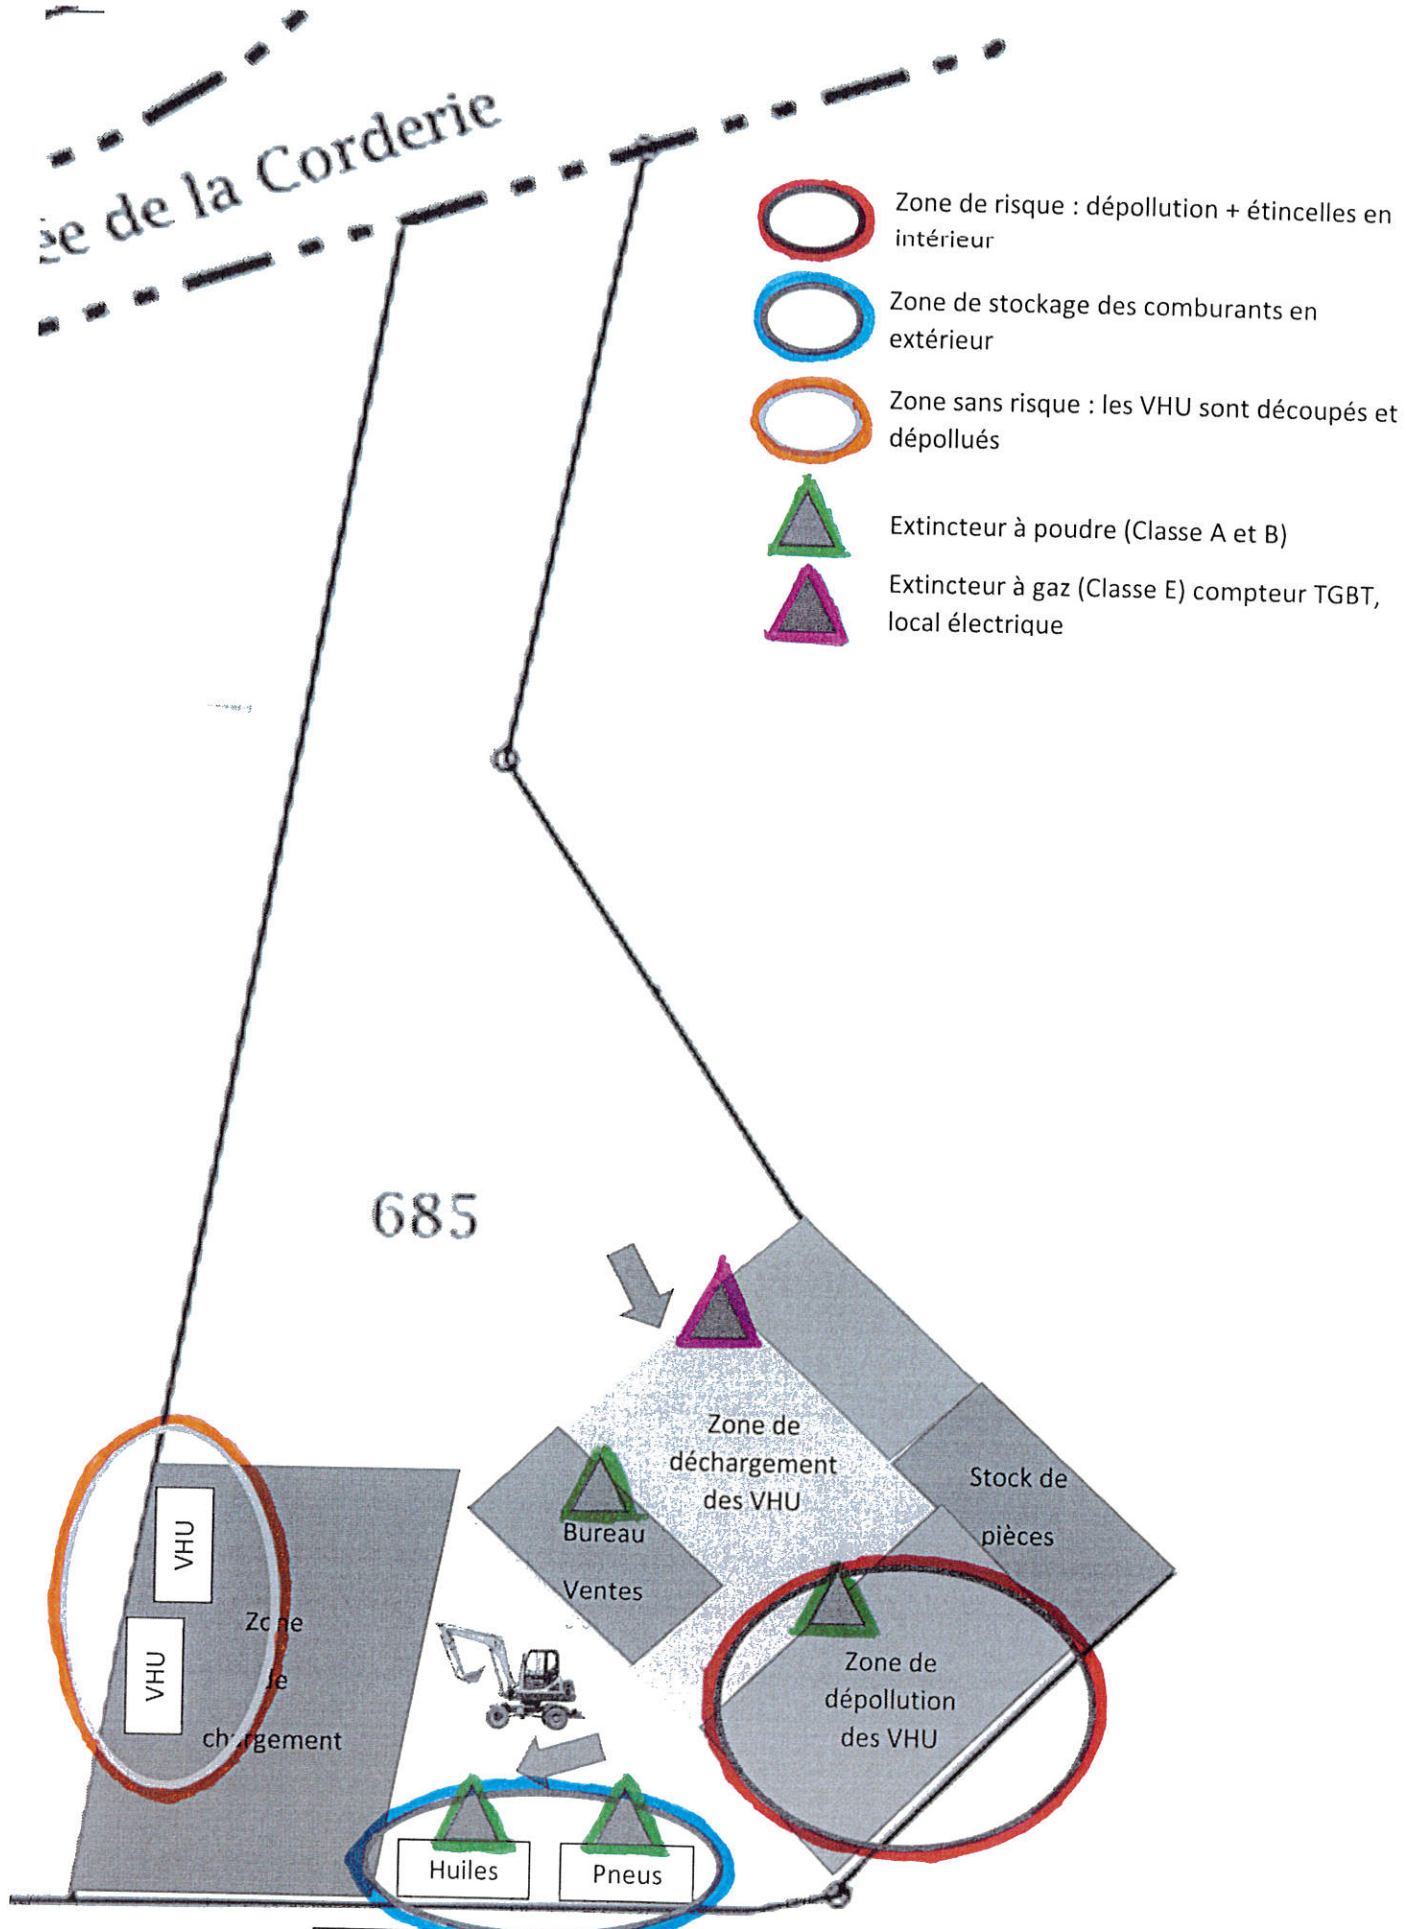 de la Corderie
Zone de risque : dépollution + étincelles en
intérieur
Zone de stockage des comburants en
extérieur
Zone sans risque : les VHU sont découpés et
dépollués
Extincteur à poudre (Classe A et B)
Extincteur à gaz (Classe E) compteur TGBT,
local électrique
685
Zone de
déchargement
des VHU
Stock de
pièces
Bureau
Ventes
VHU
VHU
Zone
de
chargement
Zone de
dépollution
des VHU
Huiles
Pneus